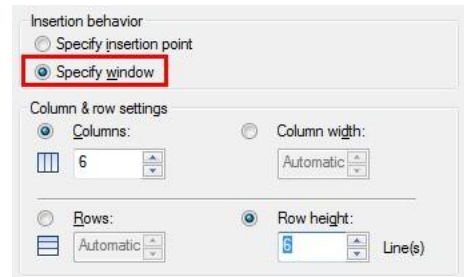 Insertion behavior
Specify insertion point
Specify window
Column & row settings
Columns:
Column width:
6
Automatic
Rows:
Row height:
Automatic
6
Line(s)